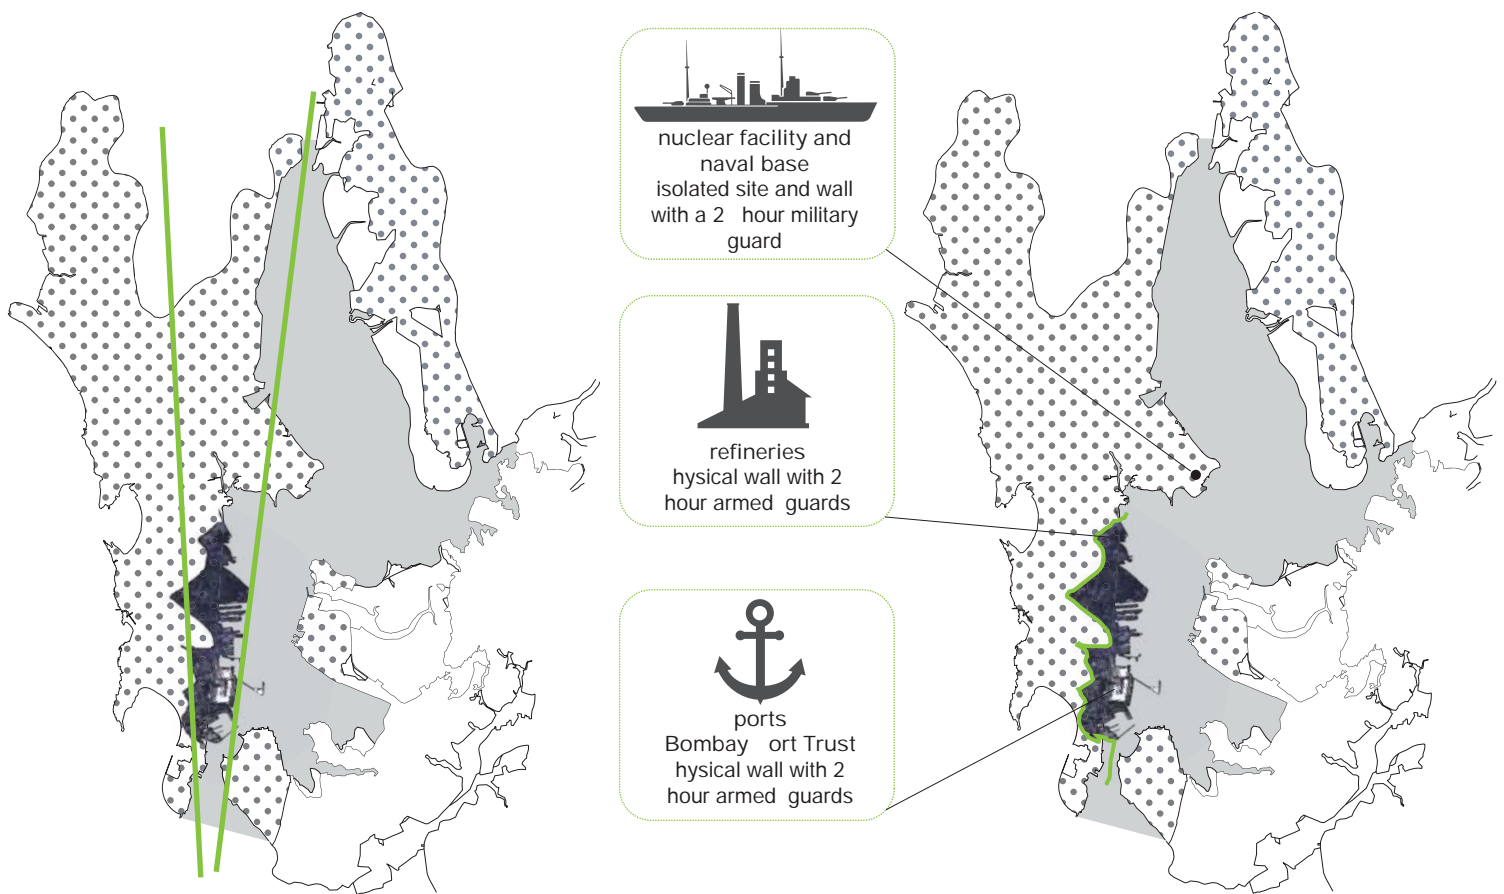 nuclear facility and
naval base
isolated site and wall
with a 2 hour military
guard
refineries
hysical wall with 2
hour armed guards
ports
Bombay ort Trust
hysical wall with 2
hour armed guards